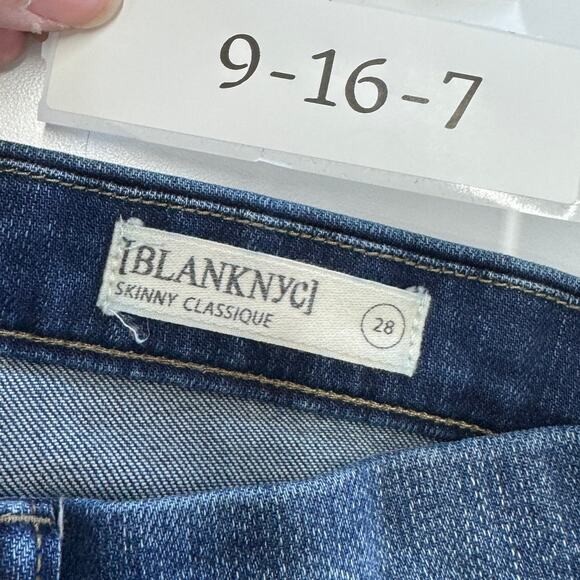 9-16-7
[BLANKNYC]
SKINNY CLASSIQUE
28